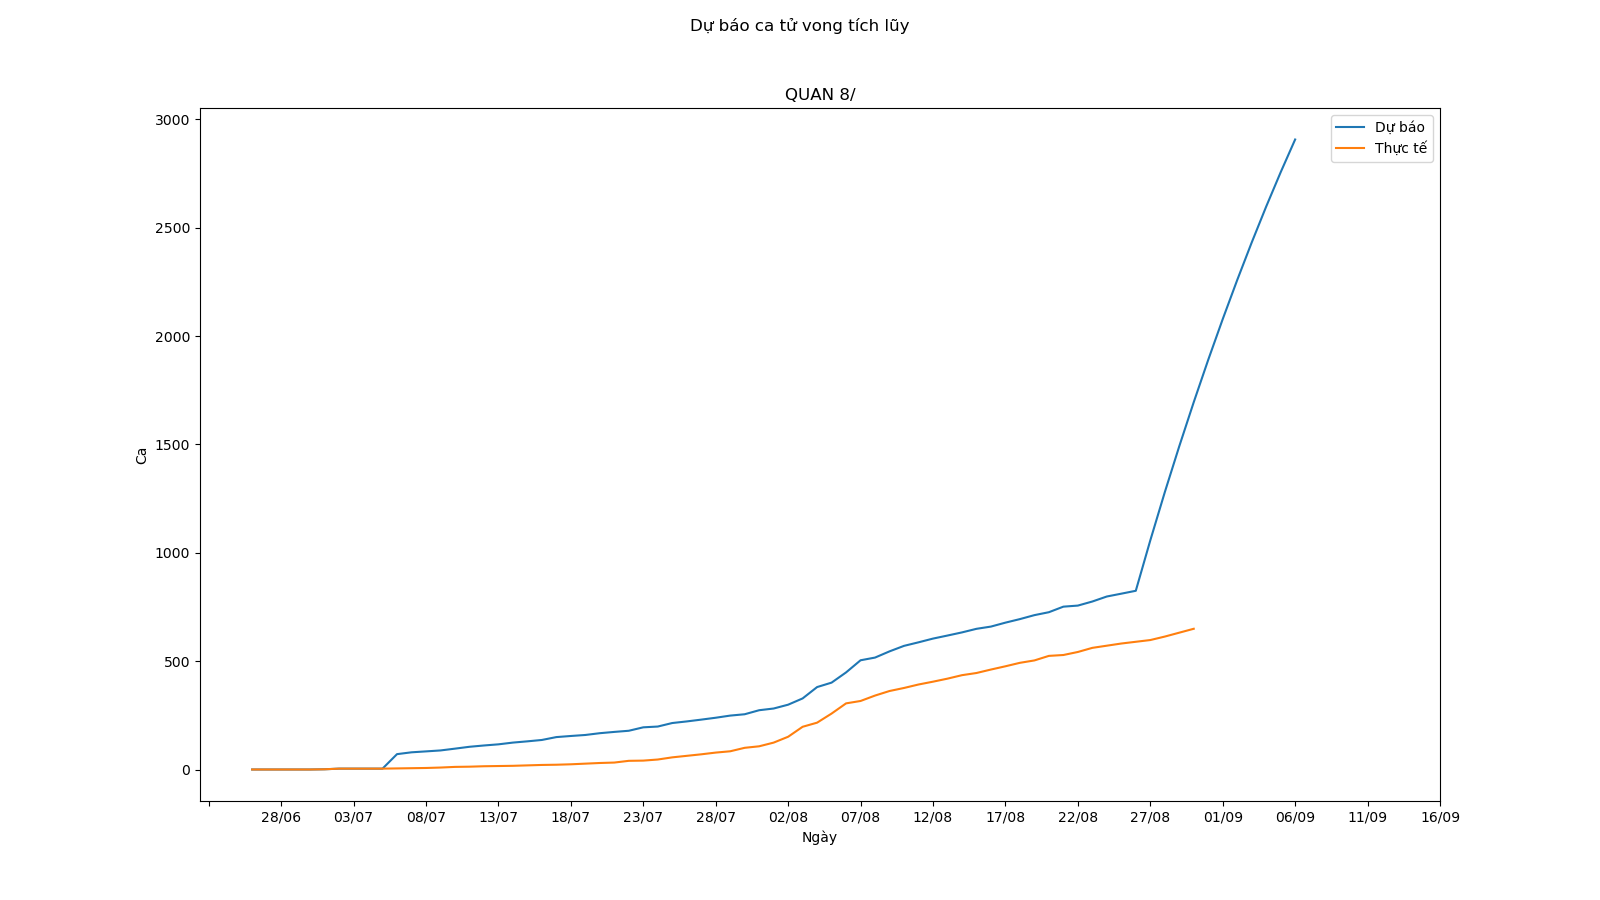 Dự báo ca tử vong tích lũy
QUAN 8/
3000
2500
2000
1500
1000
500
0
Ca
Dự báo
Thực tế
28/06 03/07 08/07 13/07 18/07 23/07 28/07 02/08 07/08 12/08 17/08 22/08 27/08 01/09 06/09 11/09 16/09
Ngày